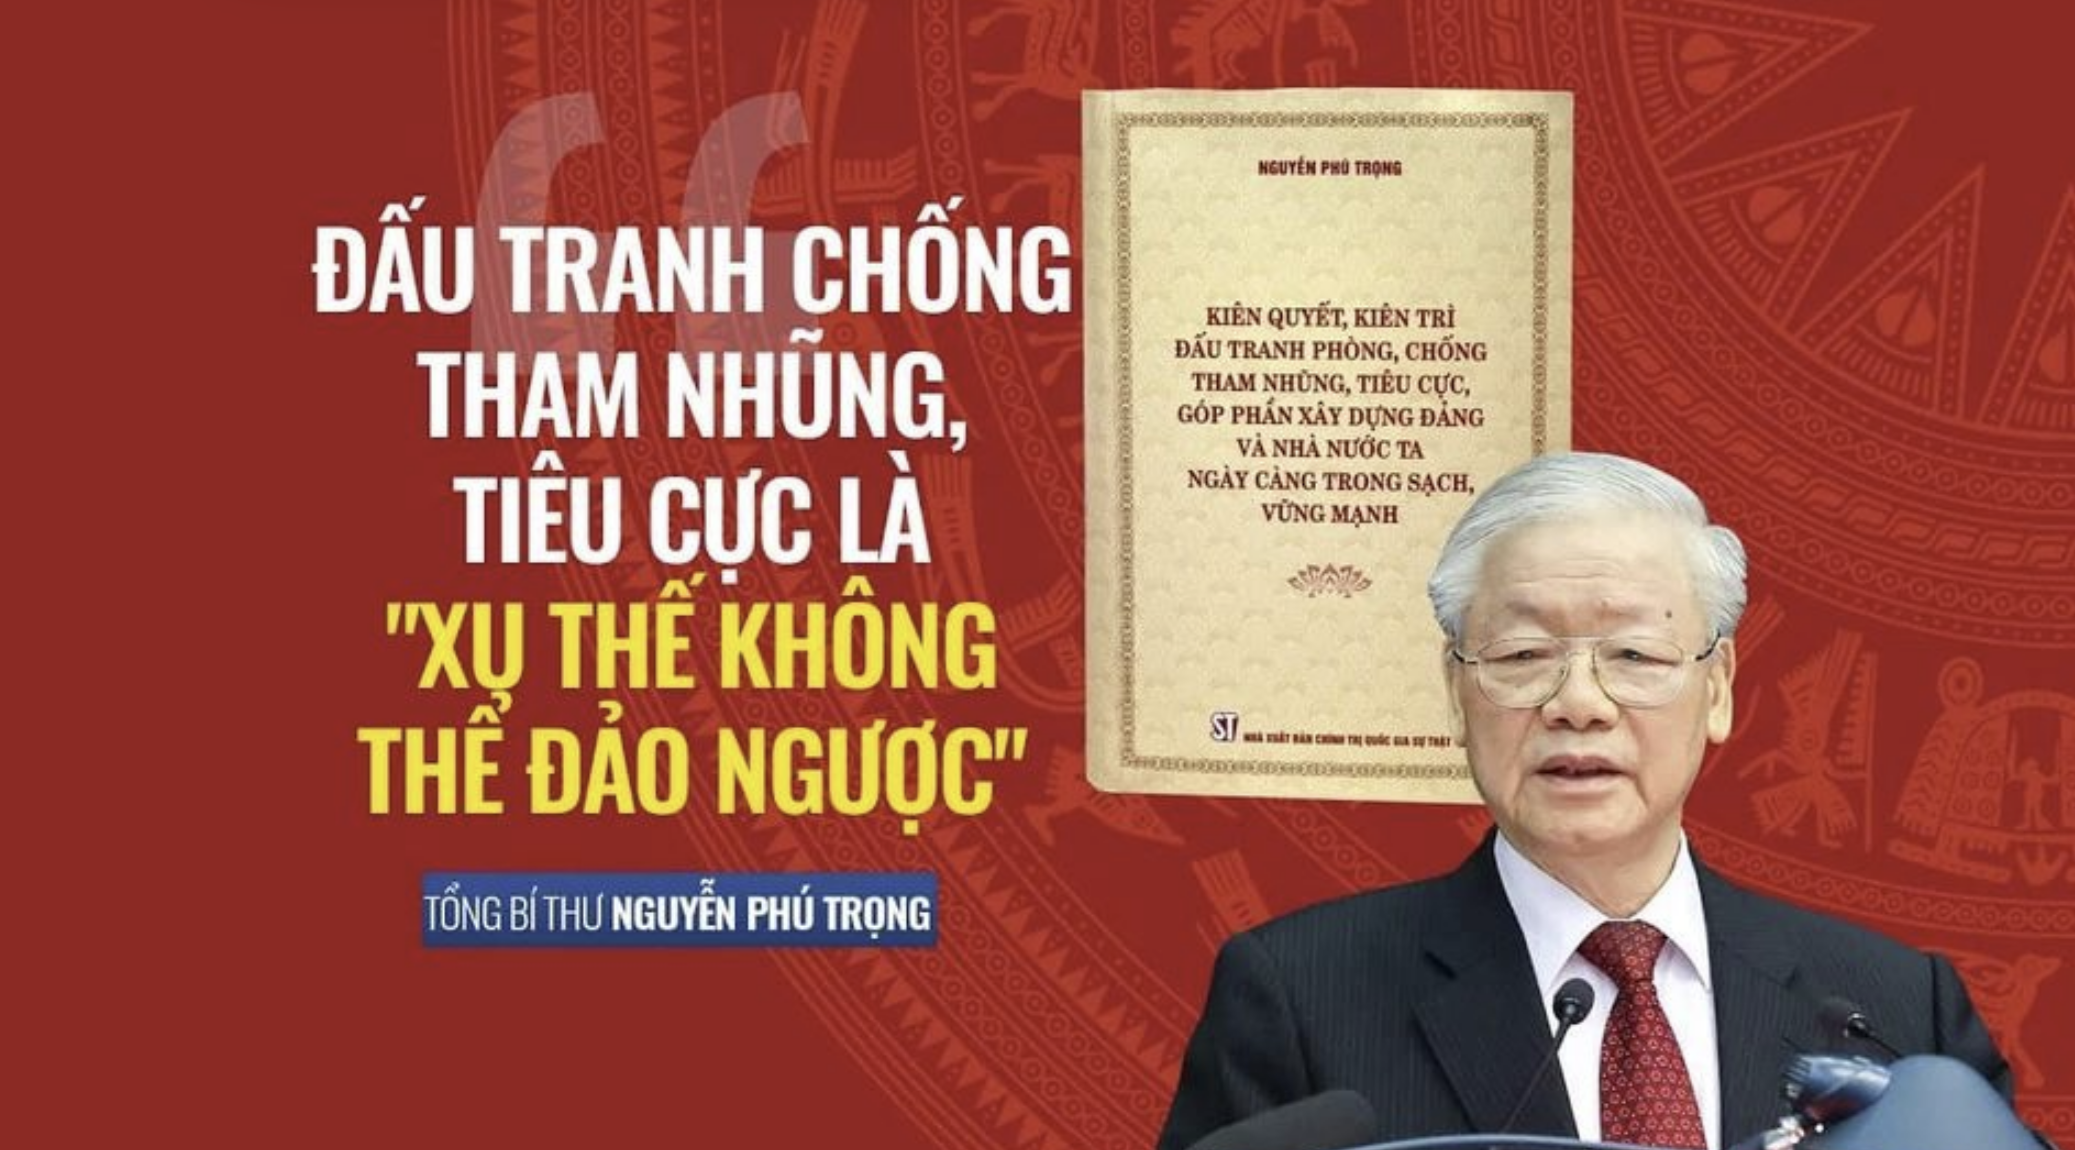 ĐẤU TRANH CHỐNG
THAM NHŨNG,
TIÊU CỰC LÀ
"XU THẾ KHÔNG
THỂ ĐẢO NGƯỢC"
TỔNG BÍ THƯ NGUYỄN PHÚ TRỌNG
NGUYỄN PHÚ TRỌNG
KIÊN QUYẾT, KIÊN TRÌ
ĐẤU TRANH PHÒNG, CHỐNG
THAM NHŨNG, TIÊU CỰC,
GÓP PHẦN XÂY DỰNG ĐẢNG
VÀ NHÀ NƯỚC TA
NGÀY CÀNG TRONG SẠCH,
VỮNG MẠNH
ST NHÀ XUẤT BẢN CHÍNH TRỊ QUỐC GIA SỰ THẬT